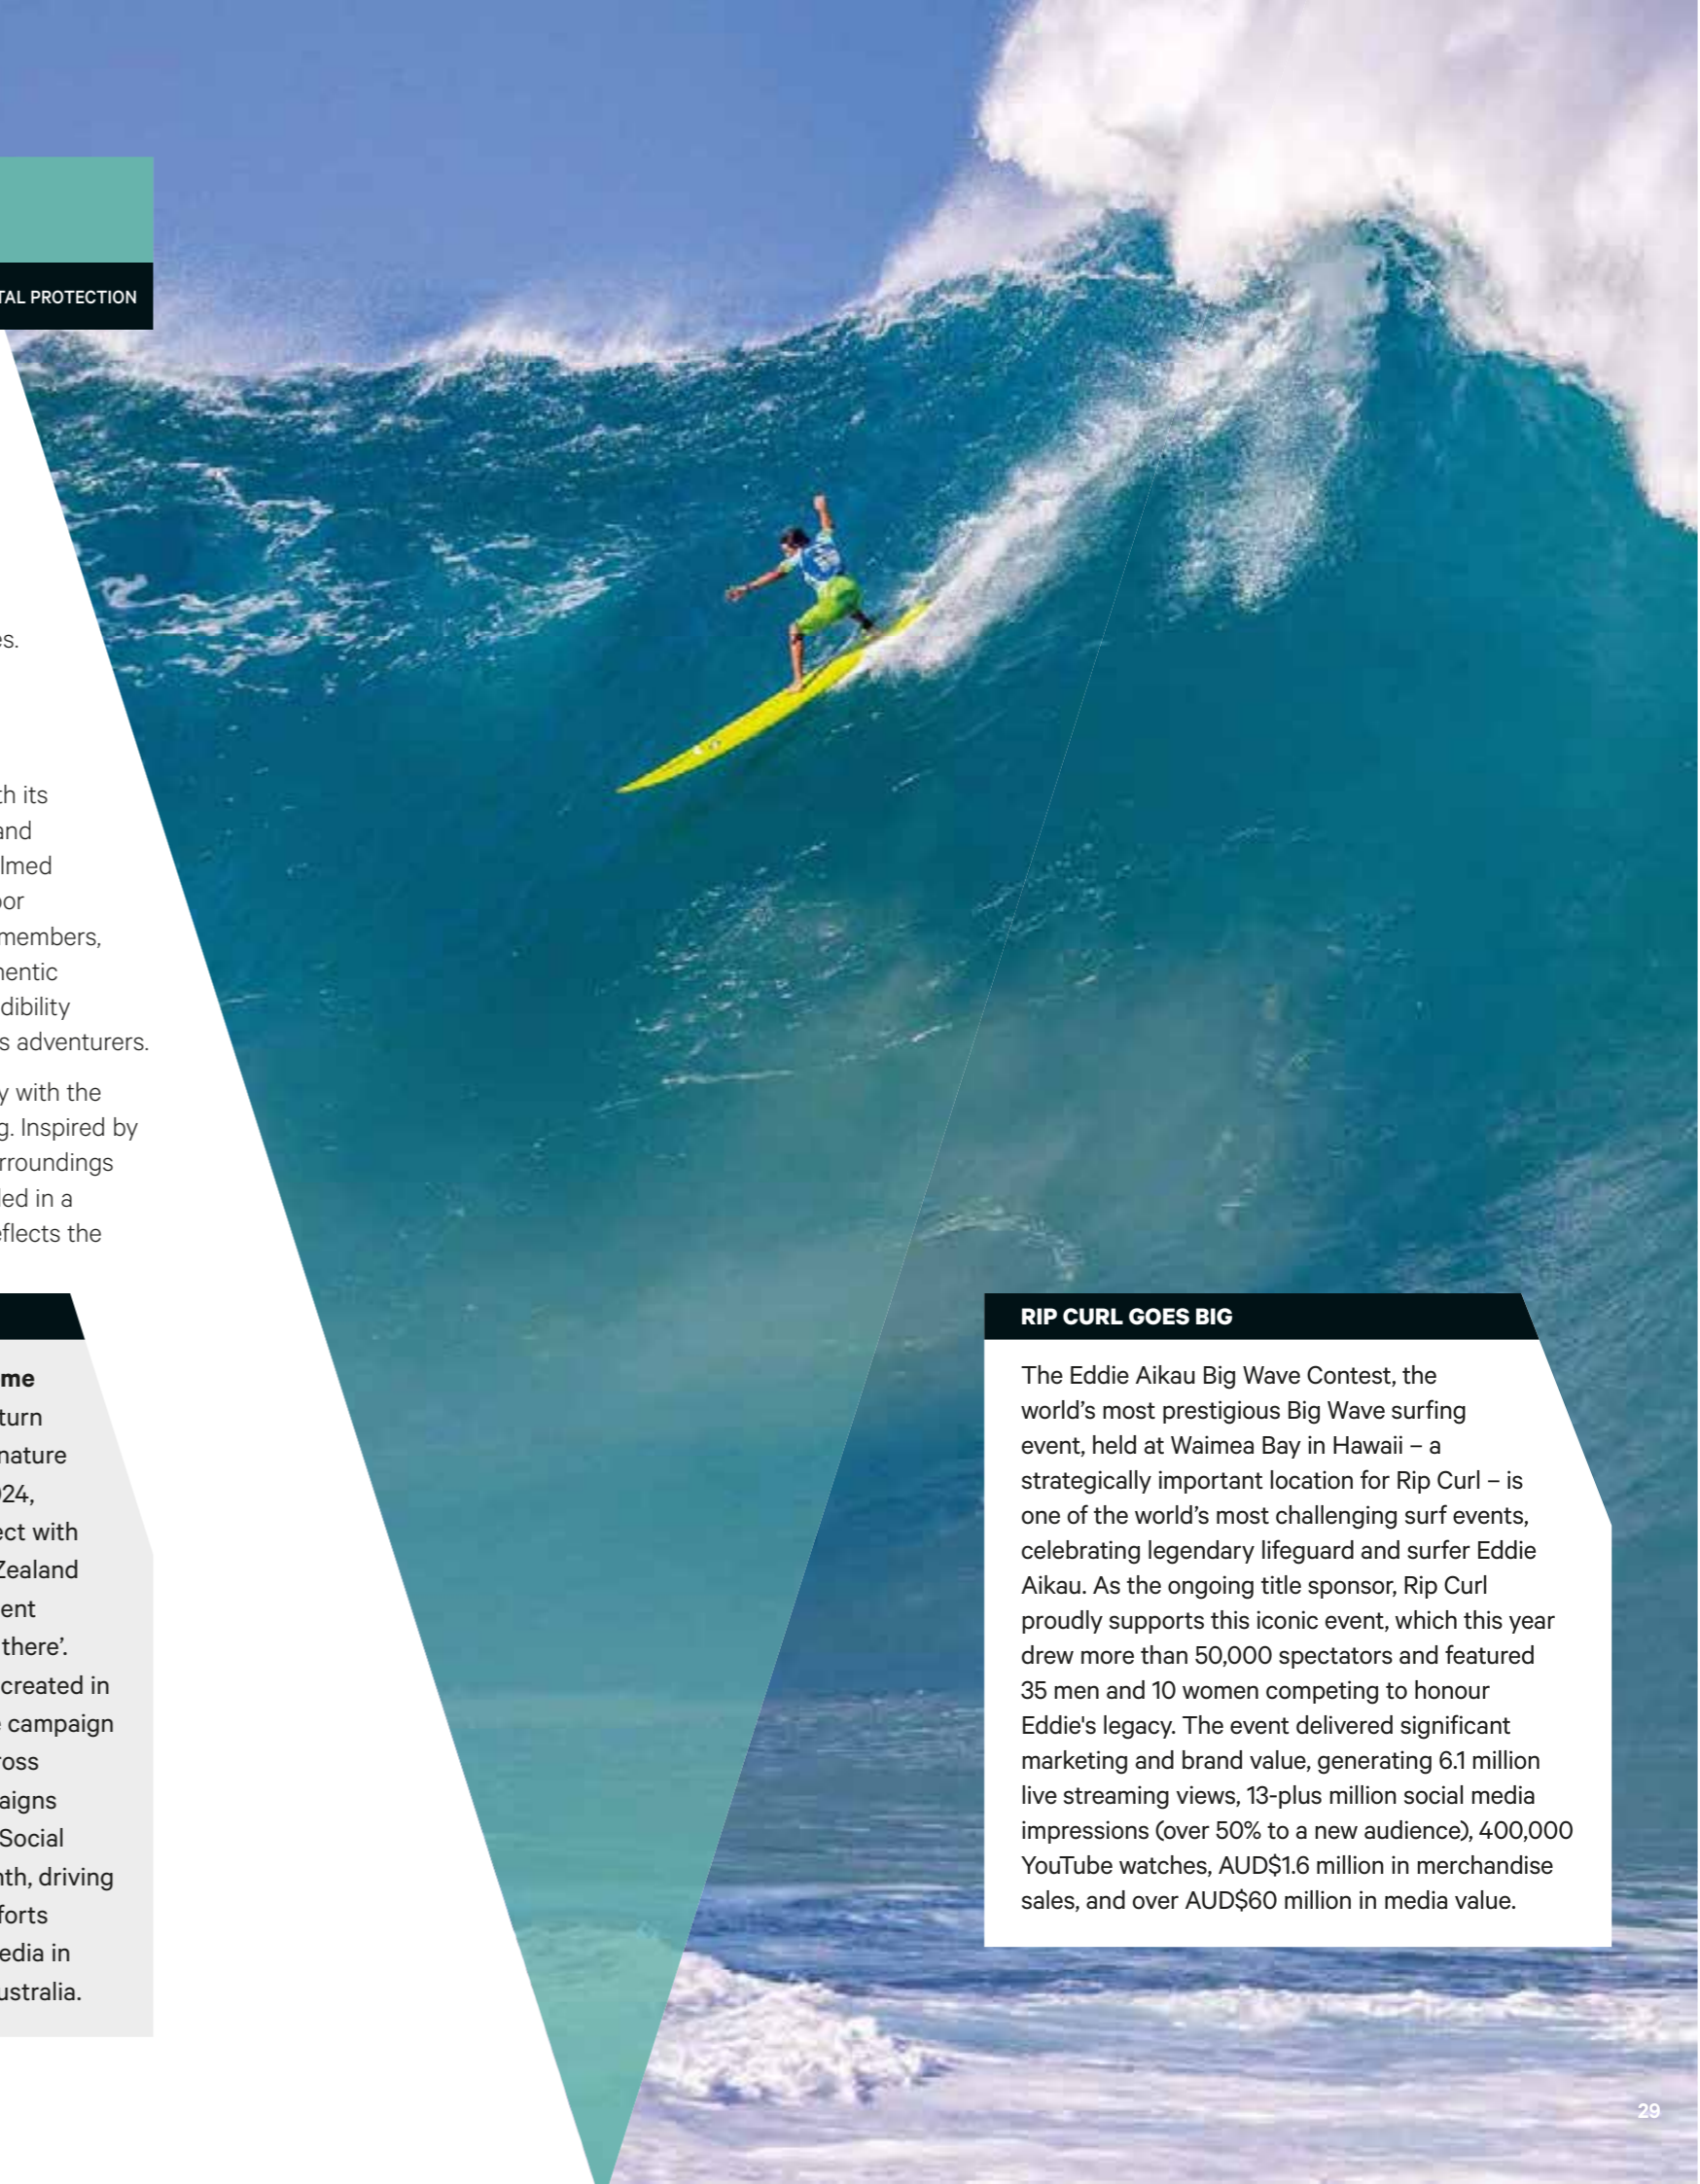 TAL PROTECTION
es.
th its
and
lmed
oor
members,
hentic
dibility
s adventurers.
y with the
g. Inspired by
rroundings
led in a
eflects the
me
turn
nature
024,
ect with
Zealand
ent
there’.
created in
campaign
ross
aigns
Social
nth, driving
forts
edia in
ustralia.
RIP CURL GOES BIG
The Eddie Aikau Big Wave Contest, the
world’s most prestigious Big Wave surfing
event, held at Waimea Bay in Hawaii – a
strategically important location for Rip Curl – is
one of the world’s most challenging surf events,
celebrating legendary lifeguard and surfer Eddie
Aikau. As the ongoing title sponsor, Rip Curl
proudly supports this iconic event, which this year
drew more than 50,000 spectators and featured
35 men and 10 women competing to honour
Eddie's legacy. The event delivered significant
marketing and brand value, generating 6.1 million
live streaming views, 13-plus million social media
impressions (over 50% to a new audience), 400,000
YouTube watches, AUD$1.6 million in merchandise
sales, and over AUD$60 million in media value.
29